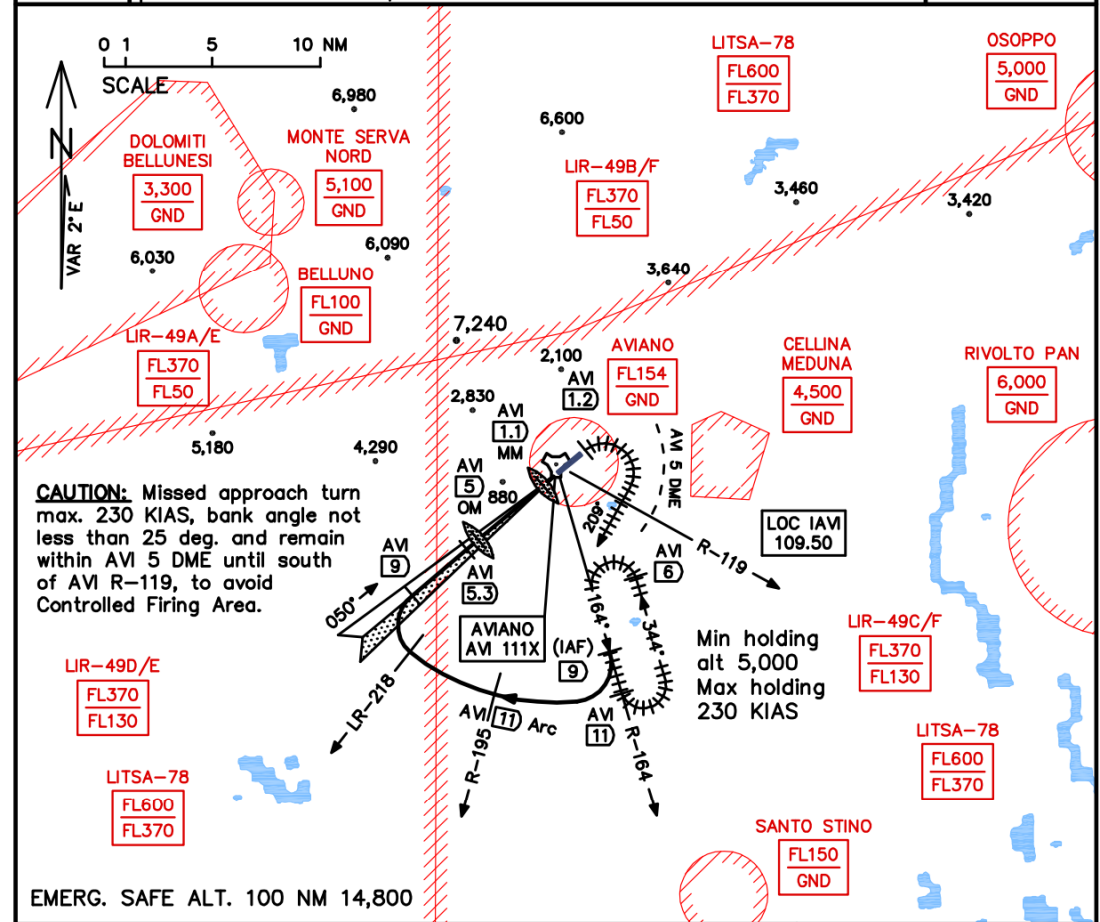 0 1 5 10 NM
SCALE
N
VAR 2°E
6,980
6,600
LITSA-78
FL600
FL370
OSOPPO
5,000
GND
DOLOMITI
BELLUNESI
3,300
GND
MONTE SERVA
NORD
5,100
GND
LIR-49B/F
FL370
FL50
3,460
3,420
6,030
6,090
BELLUNO
FL100
GND
3,640
LIR-49A/E
FL370
FL50
7,240
2,100
AVIANO
FL154
GND
CELLINA
MEDUNA
4,500
GND
RIVOLTO PAN
6,000
GND
AVI
1.2
2,830
AVI
1.1
MM
5,180
4,290
AVI
5
OM
880
AVI 5 DME
CAUTION: Missed approach turn
max. 230 KIAS, bank angle not
less than 25 deg. and remain
within AVI 5 DME until south
of AVI R-119, to avoid
Controlled Firing Area.
209°
LOC IAVI
109.50
R-119
AVI
9
AVI
6
AVI
5.3
050°
164°
344°
AVIANO
AVI 111X
(IAF)
9
Min holding
alt 5,000
Max holding
230 KIAS
LIR-49C/F
FL370
FL130
LIR-49D/E
FL370
FL130
LR-218
AVI 11 Arc
AVI
11
R-195
R-164
LITSA-78
FL600
FL370
LITSA-78
FL600
FL370
SANTO STINO
FL150
GND
EMERG. SAFE ALT. 100 NM 14,800